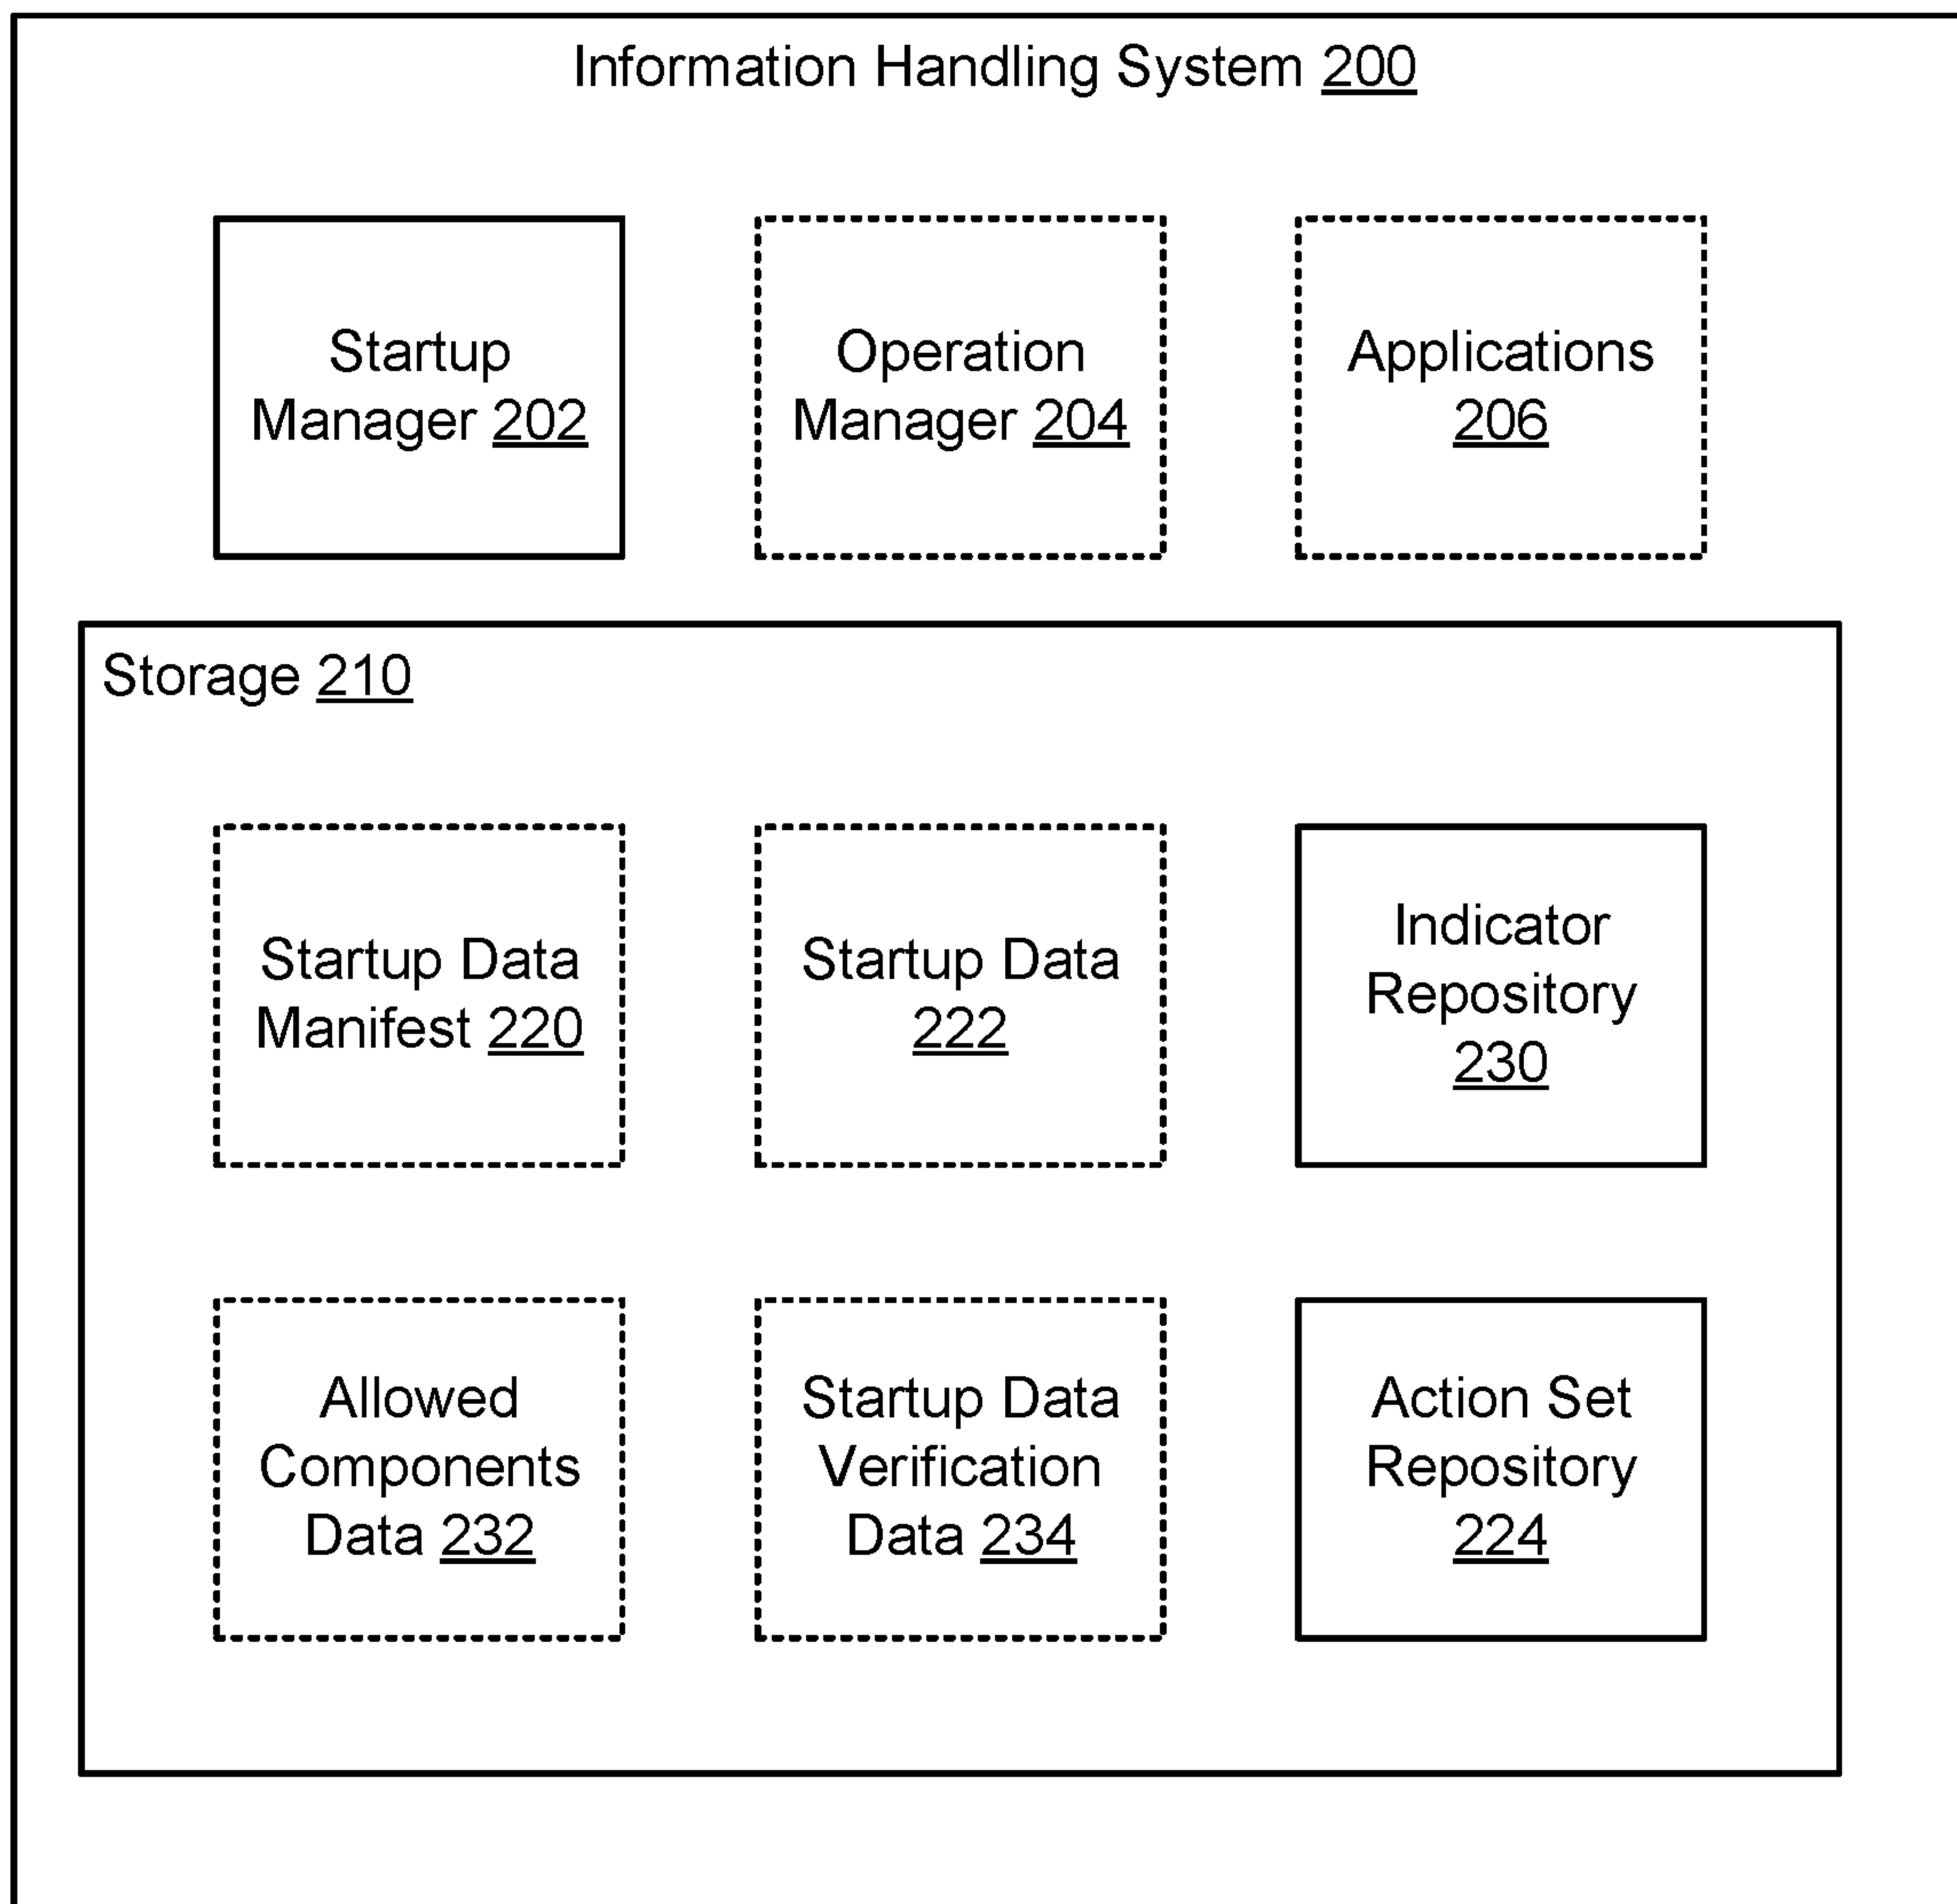 Information Handling System 200
Startup
Manager 202
Operation
Manager 204
Applications
206
Storage 210
Startup Data
Manifest 220
Startup Data
222
Indicator
Repository
230
Allowed
Components
Data 232
Startup Data
Verification
Data 234
Action Set
Repository
224